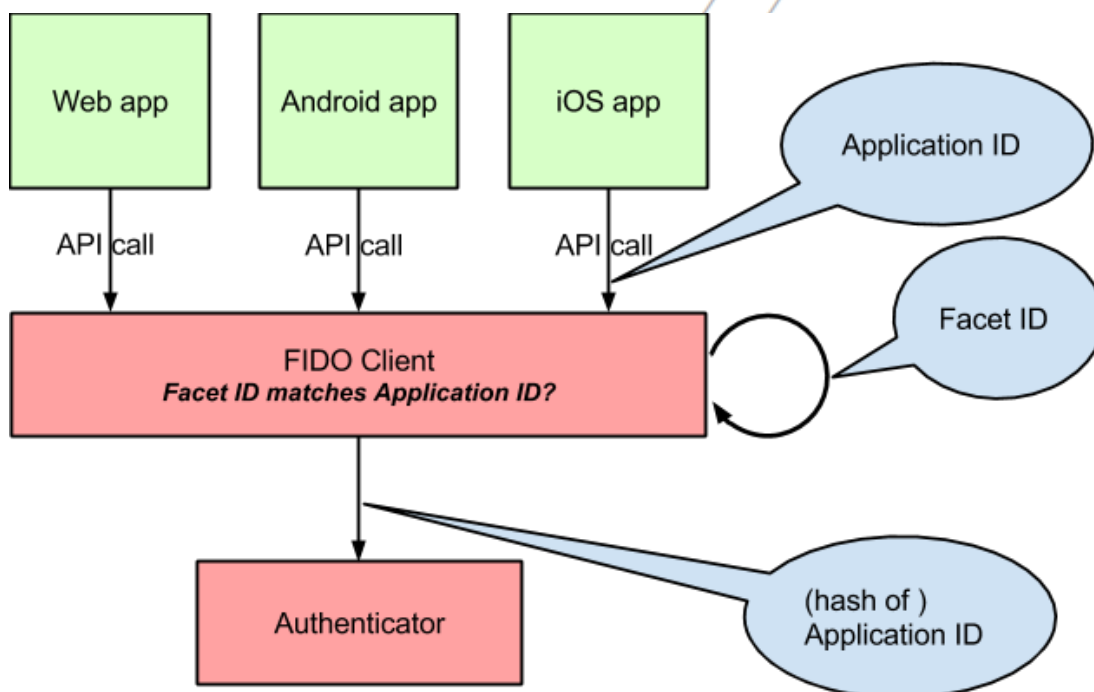 Web app
Android app
iOS app
Application ID
API call
API call
API call
Facet ID
FIDO Client
Facet ID matches Application ID?
(hash of )
Application ID
Authenticator